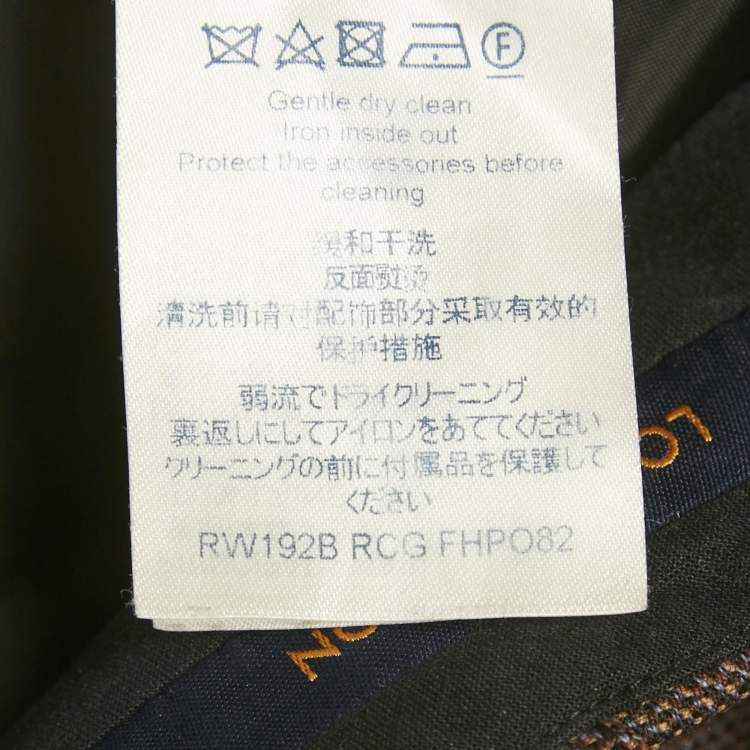 F
Gentle dry clean
Iron inside out
Protect the accessories before
cleaning
缓和干洗
反面熨烫
清洗前请对配饰部分采取有效的
保护措施
弱流でドライクリーニング
裏返しにしてアイロンをあててください
クリーニングの前に付属品を保護して
ください
RW192B RCG FHPO82
LO
ON